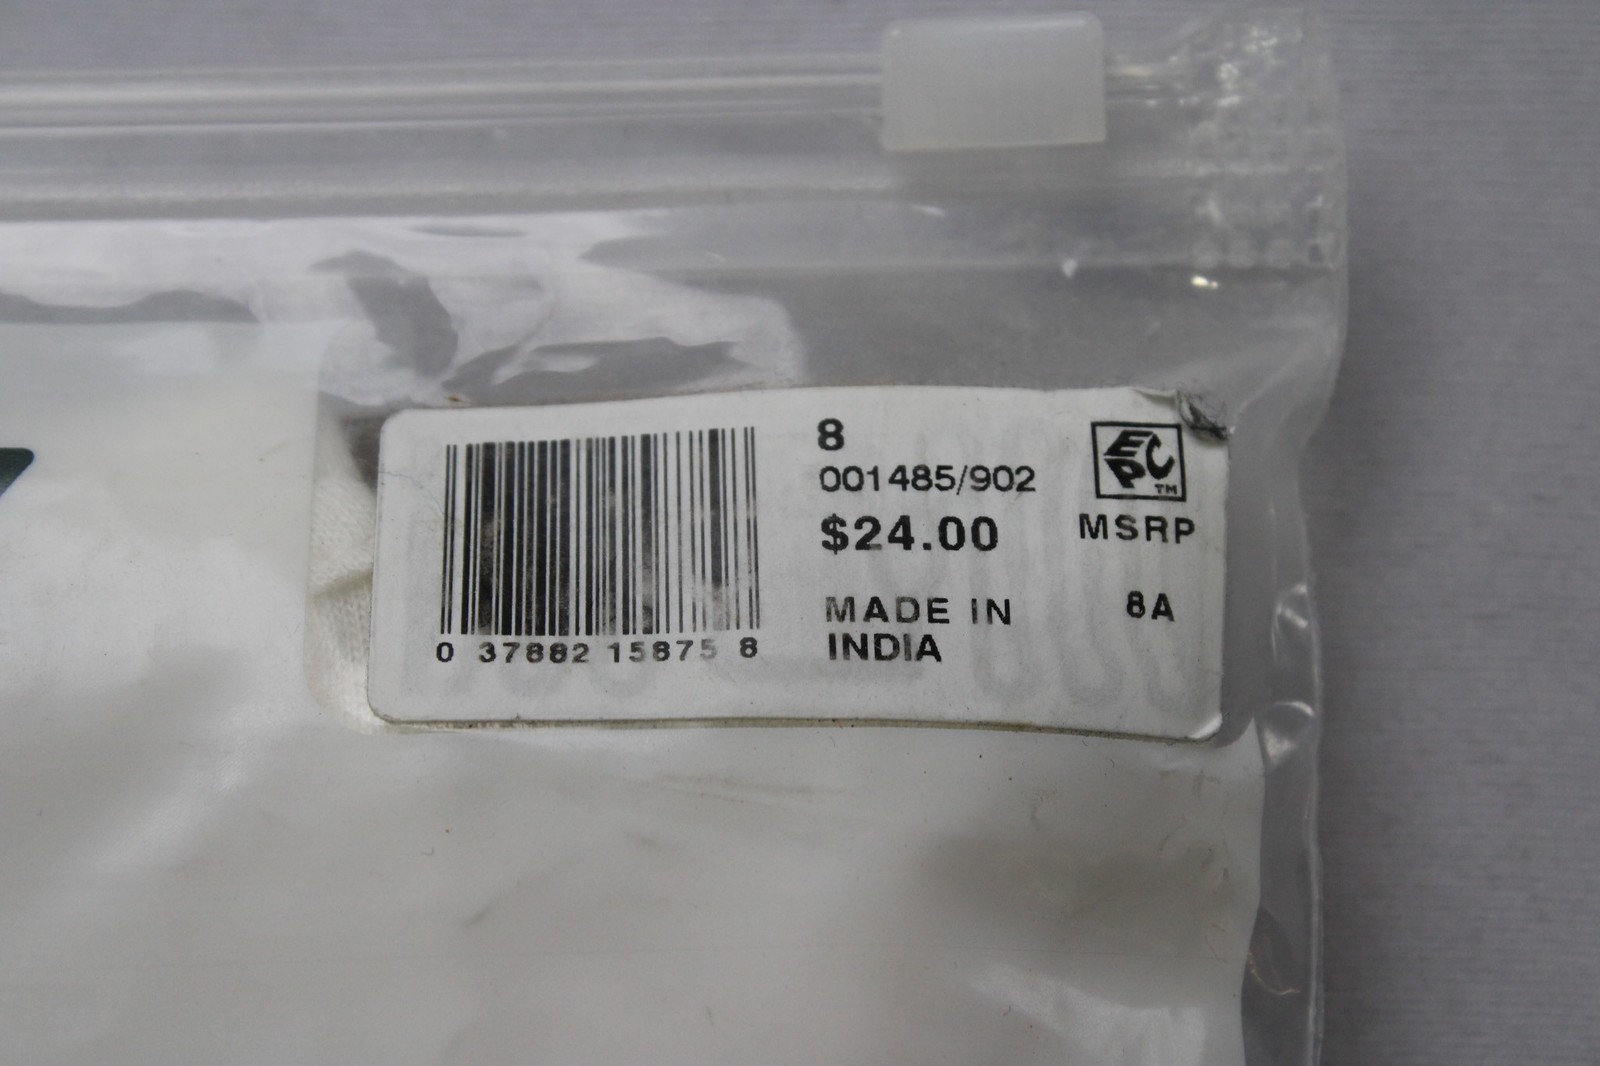 8
001485/902
$24.00
EPC
TM
MSRP
MADE IN
INDIA
8A
0 37882 15875 8